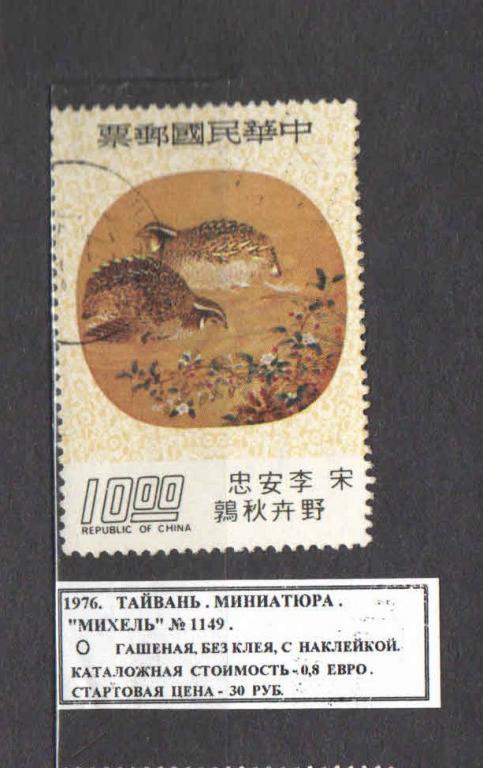 中華民國郵票
宋 李安忠
野卉秋鶉
10.00
REPUBLIC OF CHINA
1976. ТАЙВАНЬ . МИНИАТЮРА .
"МИХЕЛЬ" № 1149 .
О ГАШЕНАЯ, БЕЗ КЛЕЯ, С НАКЛЕЙКОЙ.
КАТАЛОЖНАЯ СТОИМОСТЬ - 0,8 ЕВРО .
СТАРТОВАЯ ЦЕНА - 30 РУБ.